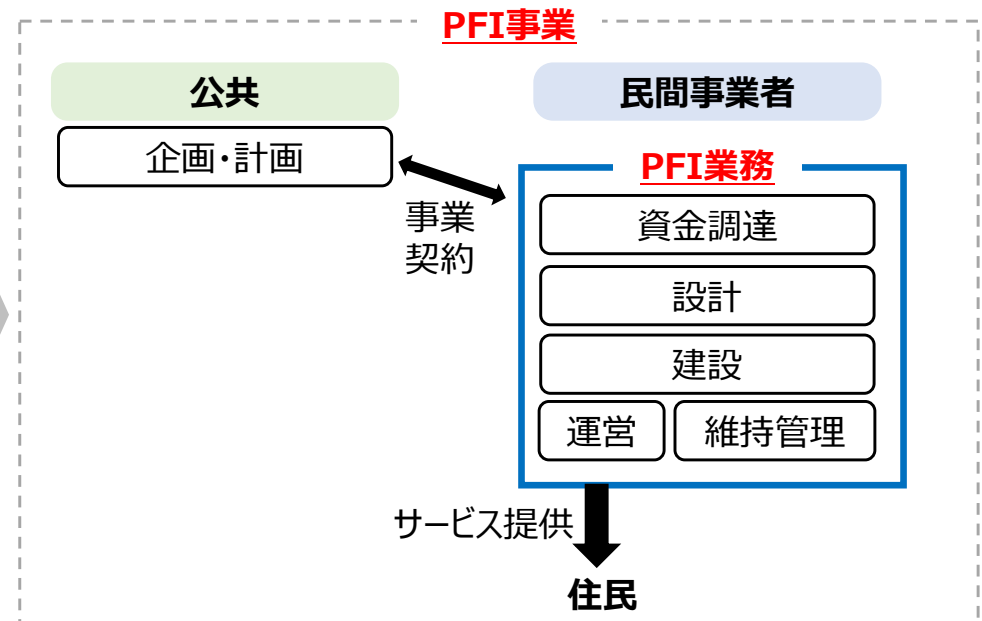 PFI事業
公共
民間事業者
企画・計画
事業
契約
PFI業務
資金調達
設計
建設
運営
維持管理
サービス提供
住民